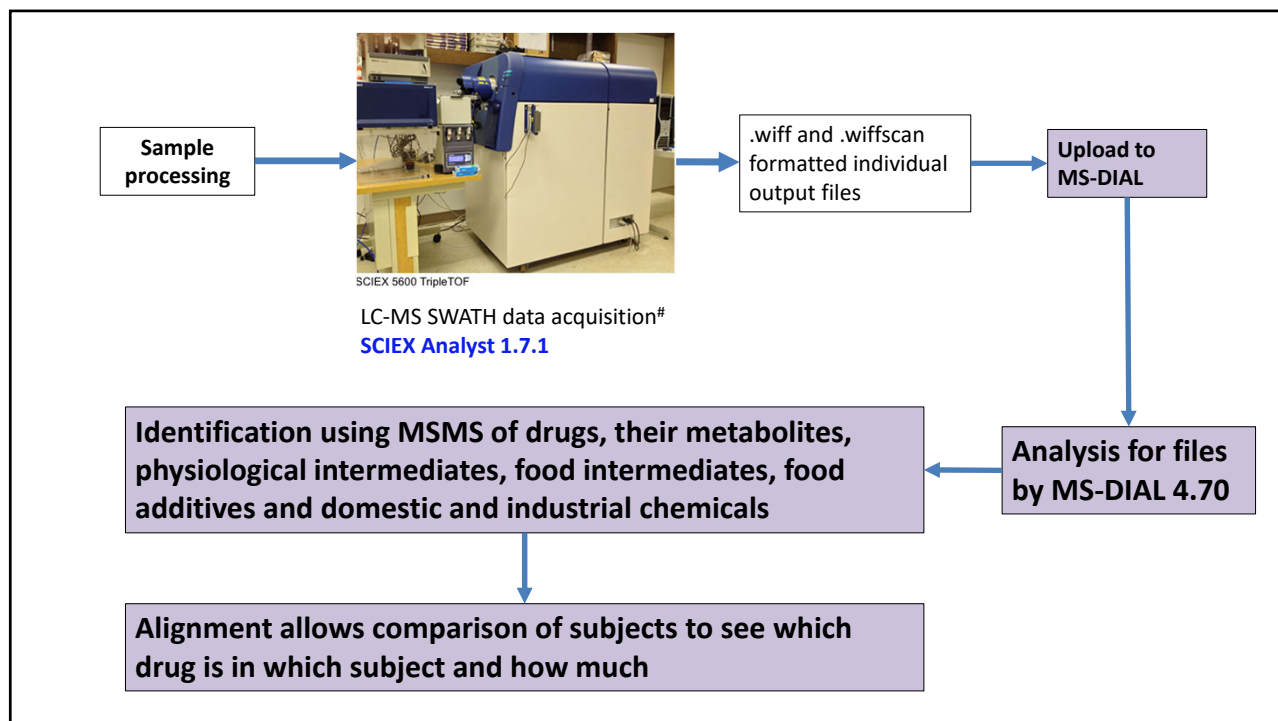 Sample
processing
SCIEX 5600 TripleTOF
LC-MS SWATH data acquisition#
SCIEX Analyst 1.7.1
.wiff and .wiffscan
formatted individual
output files
Upload to
MS-DIAL
Analysis for files
by MS-DIAL 4.70
Identification using MSMS of drugs, their metabolites,
physiological intermediates, food intermediates, food
additives and domestic and industrial chemicals
Alignment allows comparison of subjects to see which
drug is in which subject and how much